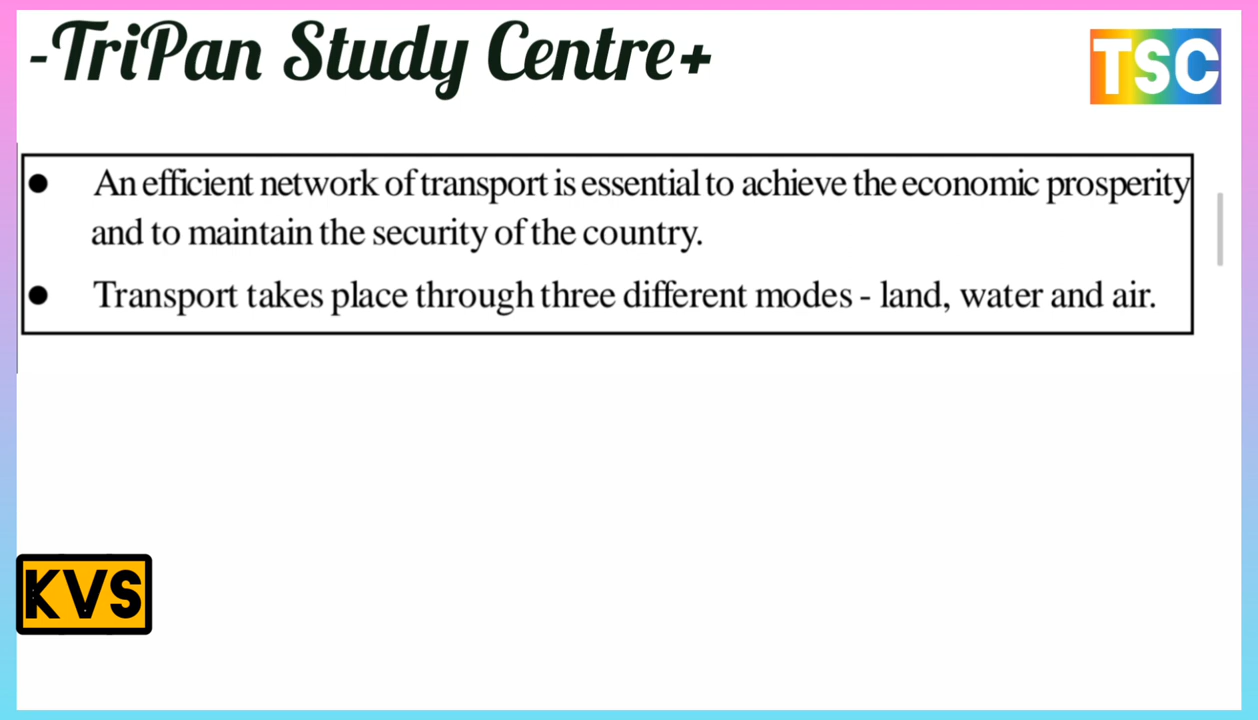 -TriPan Study Centre+
TSC
● An efficient network of transport is essential to achieve the economic prosperity
and to maintain the security of the country.
● Transport takes place through three different modes - land, water and air.
KVS